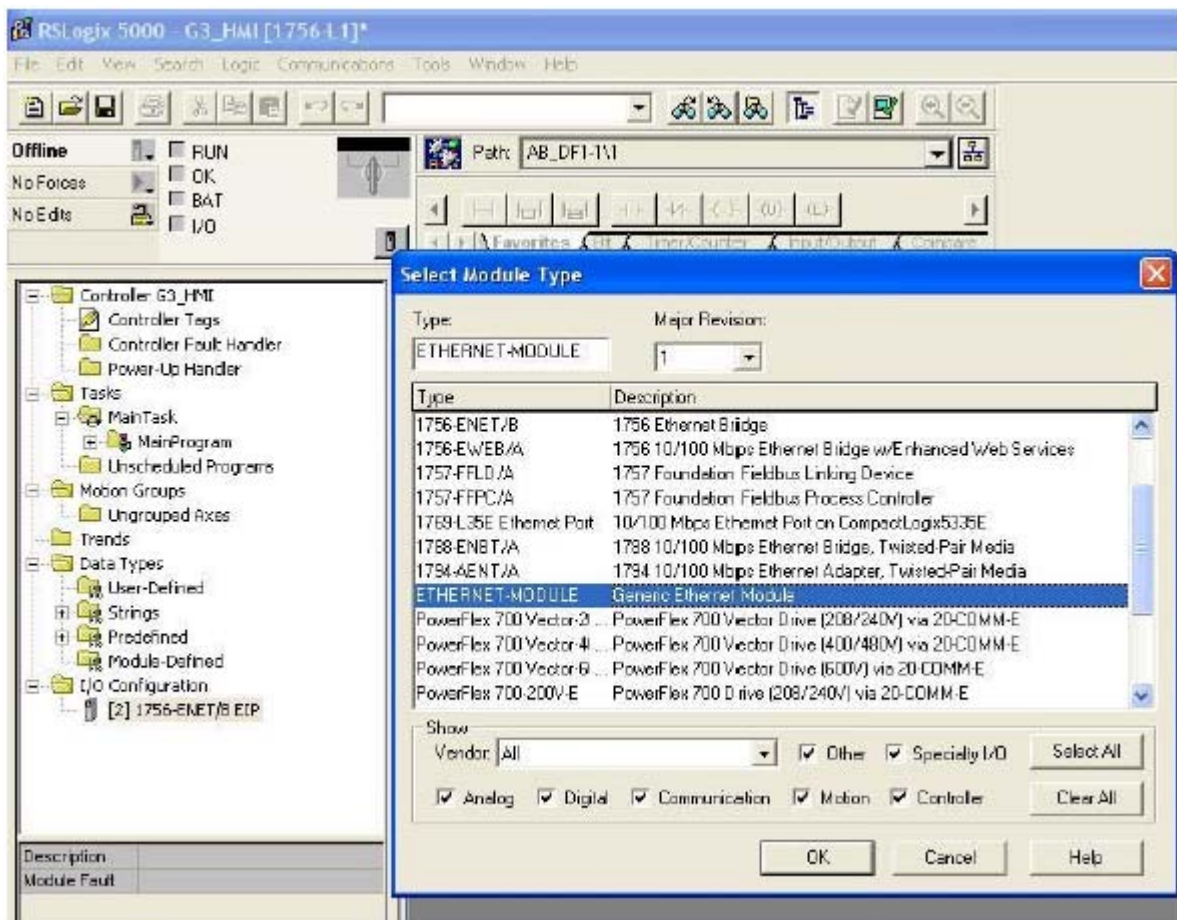 RSLogix 5000 - G3_HMI [1756-L1]*
File Edit View Search Logic Communications Tools Window Help
Offline
RUN
No Forces
OK
No Edits
BAT
I/O
Path: AB_DF1-1\1
Favorites Bit Timer/Counter Input/Output Compare
Controller G3_HMI
Controller Tags
Controller Fault Handler
Power-Up Handler
Tasks
MainTask
MainProgram
Unscheduled Programs
Motion Groups
Ungrouped Axes
Trends
Data Types
User-Defined
Strings
Predefined
Module-Defined
I/O Configuration
[2] 1756-ENET/B EIP
Description
Module Fault
Select Module Type
Type: Major Revision:
ETHERNET-MODULE 1
Type Description
1756-ENET/B 1756 Ethernet Bridge
1756-EWEB/A 1756 10/100 Mbps Ethernet Bridge w/Enhanced Web Services
1757-FFLD/A 1757 Foundation Fieldbus Linking Device
1757-FFPC/A 1757 Foundation Fieldbus Process Controller
1769-L35E Ethernet Port 10/100 Mbps Ethernet Port on CompactLogix5335E
1788-ENBT/A 1788 10/100 Mbps Ethernet Bridge, Twisted-Pair Media
1794-AENT/A 1794 10/100 Mbps Ethernet Adapter, Twisted-Pair Media
ETHERNET-MODULE Generic Ethernet Module
PowerFlex 700 Vector-2( ... PowerFlex 700 Vector Drive (208/240V) via 20-COMM-E
PowerFlex 700 Vector-4( ... PowerFlex 700 Vector Drive (400/480V) via 20-COMM-E
PowerFlex 700 Vector-6( ... PowerFlex 700 Vector Drive (600V) via 20-COMM-E
PowerFlex 700-200V-E PowerFlex 700 Drive (208/240V) via 20-COMM-E
Show
Vendor: All Other Specialty I/O Select All
Analog Digital Communication Motion Controller Clear All
OK Cancel Help